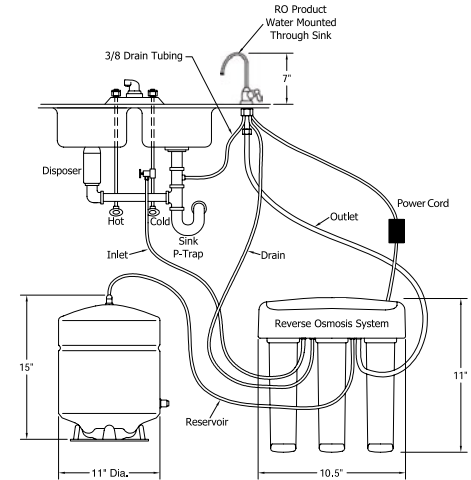 RO Product
Water Mounted
Through Sink
3/8 Drain Tubing
7"
Disposer
Hot
Cold
Sink
P-Trap
Power Cord
Outlet
Inlet
Drain
Reverse Osmosis System
15"
11"
Reservoir
11" Dia.
10.5"